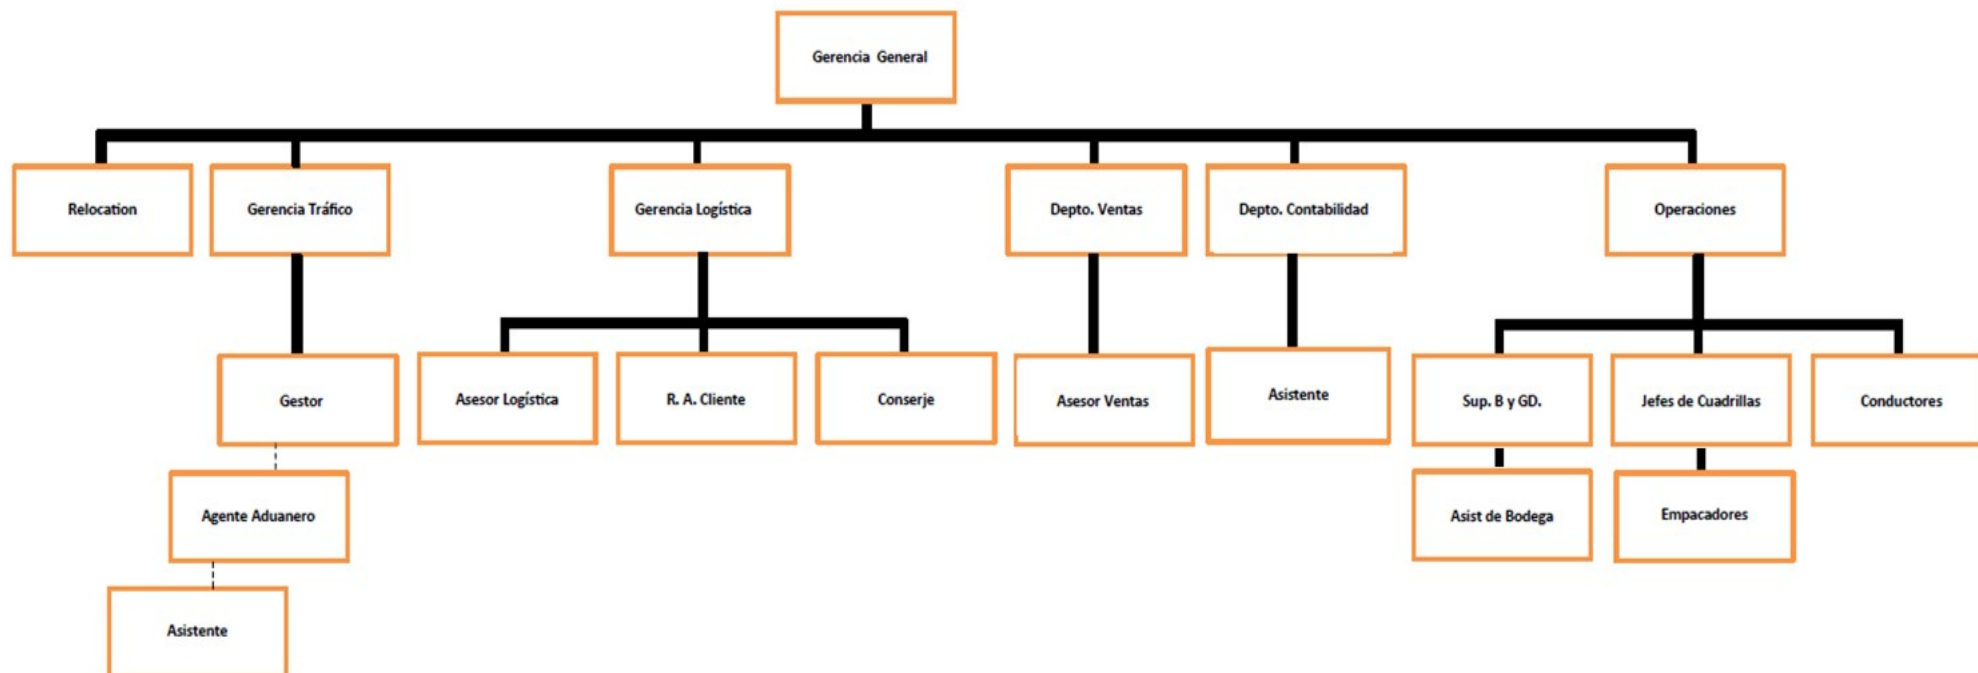 Gerencia General
Relocation
Gerencia Tráfico
Gerencia Logística
Depto. Ventas
Depto. Contabilidad
Operaciones
Gestor
Asesor Logística
R. A. Cliente
Conserje
Asesor Ventas
Asistente
Sup. B y GD.
Jefes de Cuadrillas
Conductores
Agente Aduanero
Asist de Bodega
Empacadores
Asistente